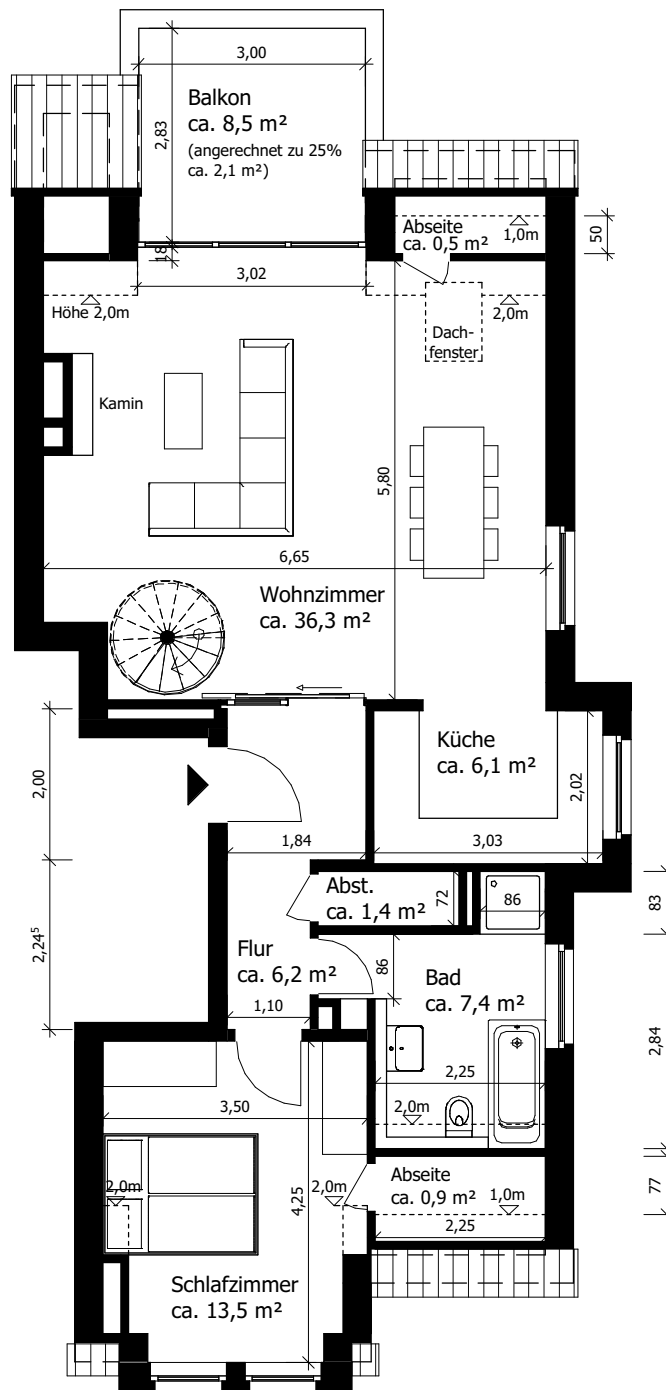 3,00
Balkon
ca. 8,5 m²
(angerechnet zu 25%
ca. 2,1 m²)
2,83
Abseite
ca. 0,5 m²
1,0m
50
18
3,02
Höhe 2,0m
2,0m
Dach-
fenster
Kamin
5,80
6,65
Wohnzimmer
ca. 36,3 m²
Küche
ca. 6,1 m²
2,00
2,02
1,84
3,03
Abst.
ca. 1,4 m²
72
86
83
2,24⁵
Flur
ca. 6,2 m²
86
Bad
ca. 7,4 m²
1,10
2,84
2,25
3,50
2,0m
Abseite
ca. 0,9 m²
1,0m
77
2,0m
2,0m
4,25
2,25
Schlafzimmer
ca. 13,5 m²